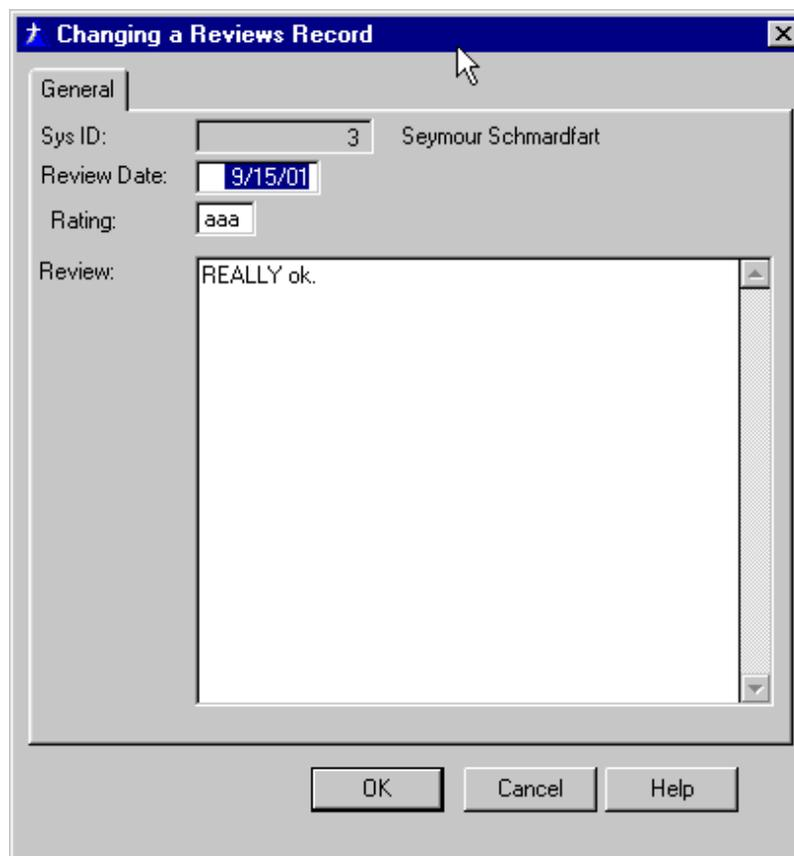 Changing a Reviews Record
General
Sys ID: 3 Seymour Schmardfart
Review Date: 9/15/01
Rating: aaa
Review: REALLY ok.
OK Cancel Help